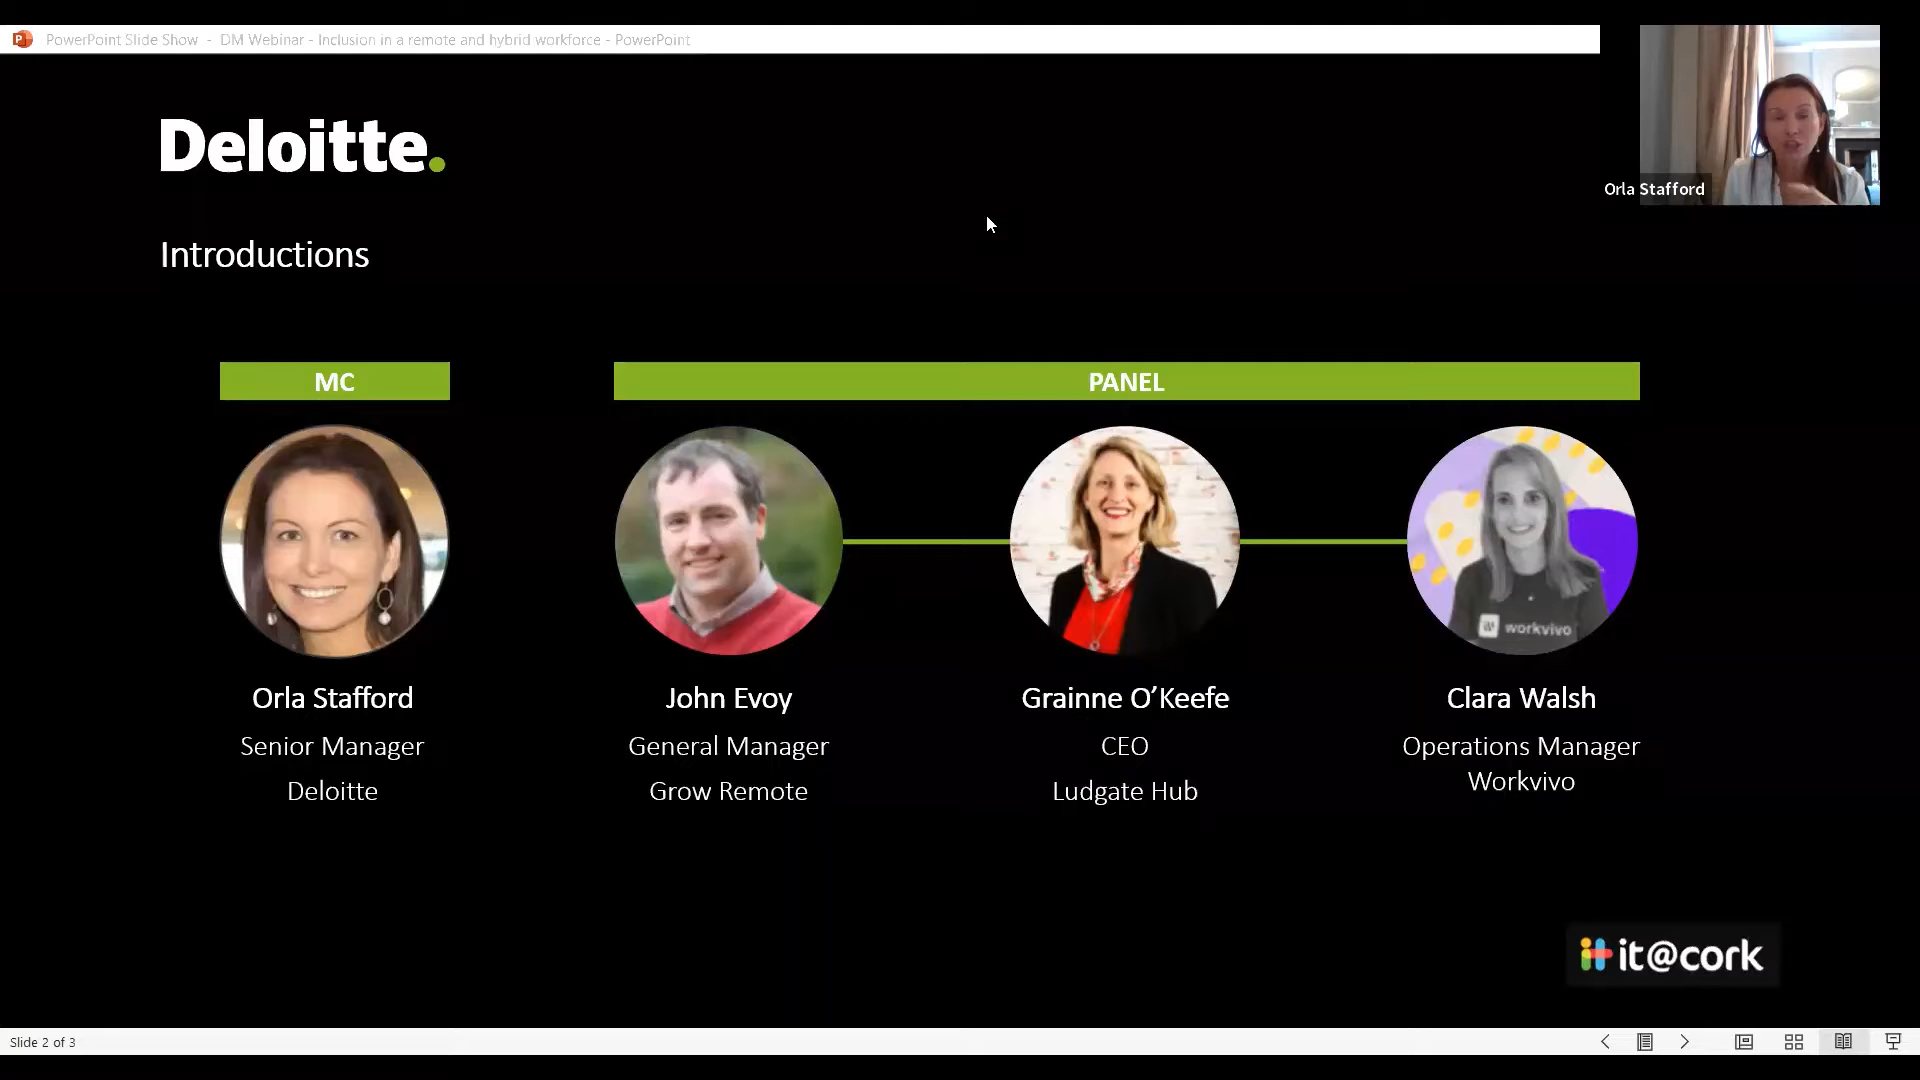 PowerPoint Slide Show - DM Webinar - Inclusion in a remote and hybrid workforce - PowerPoint
Orla Stafford
Deloitte.
Introductions
MC
PANEL
workvivo
Orla Stafford
Senior Manager
Deloitte
John Evoy
General Manager
Grow Remote
Grainne O’Keefe
CEO
Ludgate Hub
Clara Walsh
Operations Manager
Workvivo
it@cork
Slide 2 of 3